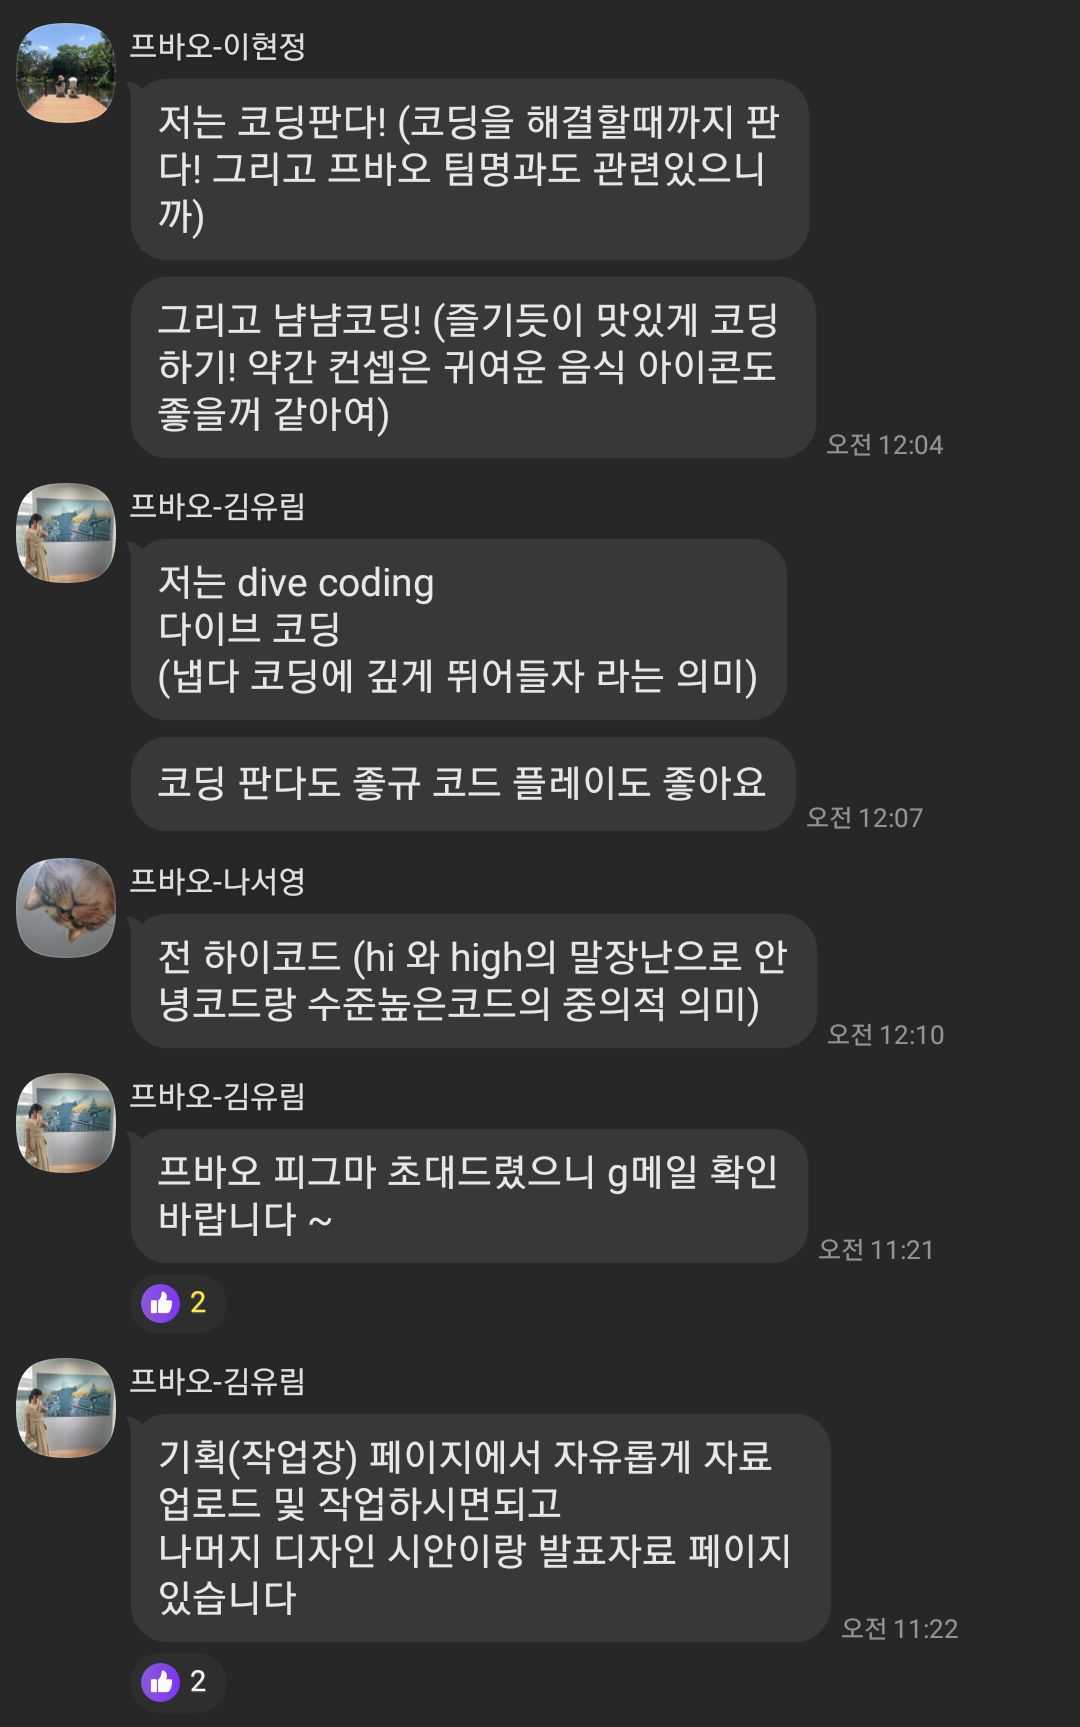 프바오-이현정
저는 코딩판다! (코딩을 해결할때까지 판
다! 그리고 프바오 팀명과도 관련있으니
까)
그리고 냠냠코딩! (즐기듯이 맛있게 코딩
하기! 약간 컨셉은 귀여운 음식 아이콘도
좋을꺼 같아여)
오전 12:04
프바오-김유림
저는 dive coding
다이브 코딩
(냅다 코딩에 깊게 뛰어들자 라는 의미)
코딩 판다도 좋규 코드 플레이도 좋아요
오전 12:07
프바오-나서영
전 하이코드 (hi 와 high의 말장난으로 안
녕코드랑 수준높은코드의 중의적 의미)
오전 12:10
프바오-김유림
프바오 피그마 초대드렸으니 g메일 확인
바랍니다 ~
오전 11:21
2
프바오-김유림
기획(작업장) 페이지에서 자유롭게 자료
업로드 및 작업하시면되고
나머지 디자인 시안이랑 발표자료 페이지
있습니다
오전 11:22
2